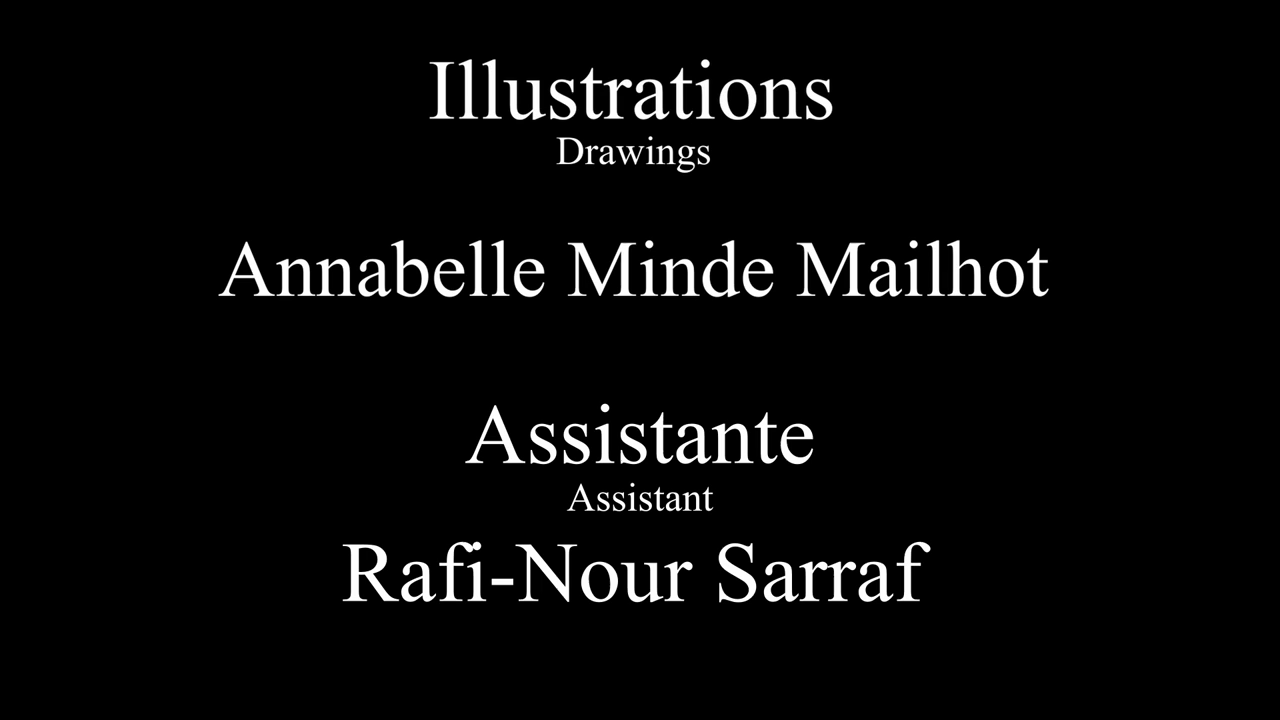 Illustrations
Drawings
Annabelle Minde Mailhot
Assistante
Assistant
Rafi-Nour Sarraf